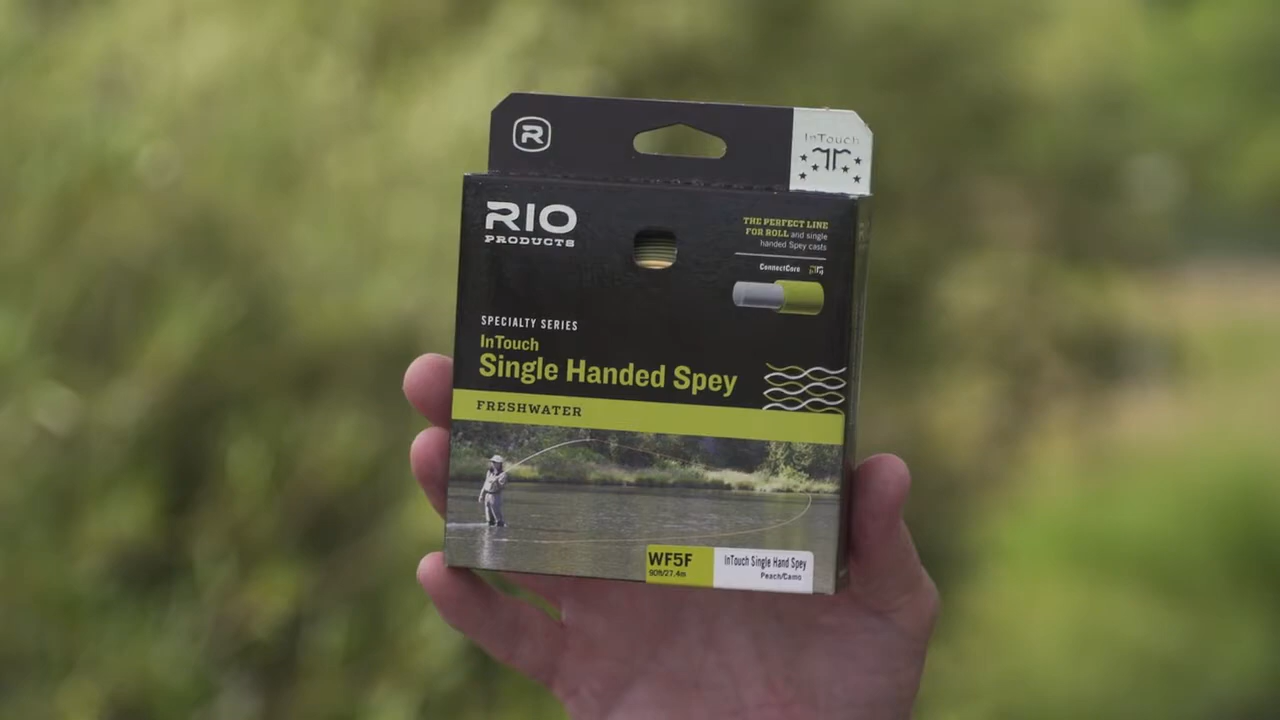 R
InTouch
RIO
PRODUCTS
THE PERFECT LINE
FOR ROLL and single
handed Spey casts
ConnectCore
SPECIALTY SERIES
InTouch
Single Handed Spey
FRESHWATER
WF5F
90ft/27.4m
InTouch Single Hand Spey
Peach/Camo